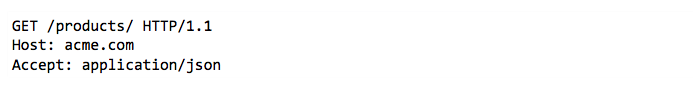 GET /products/ HTTP/1.1
Host: acme.com
Accept: application/json